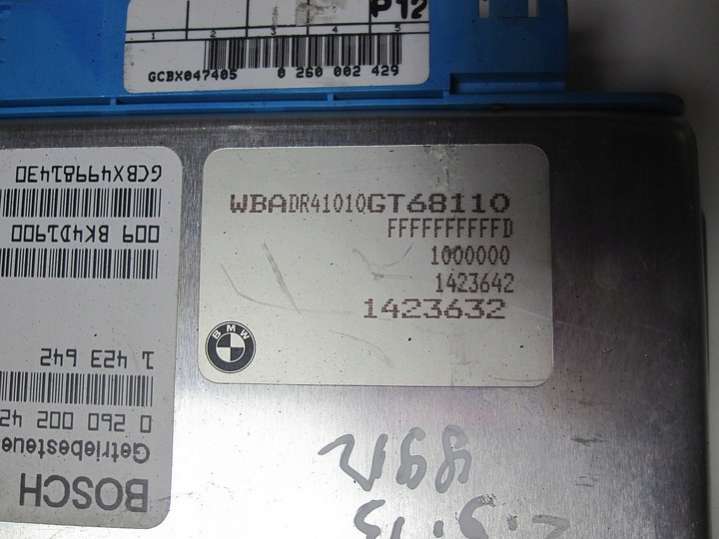 P12
1 2 3 4 5
GCBX047405 0 260 002 429
WBADR41010GT68110
FFFFFFFFFFD
1000000
1423642
1423632
BMW
GCBX49981430
009 BK4D1900
1 423 642
0 260 002 42
Getriebesteue
BOSCH